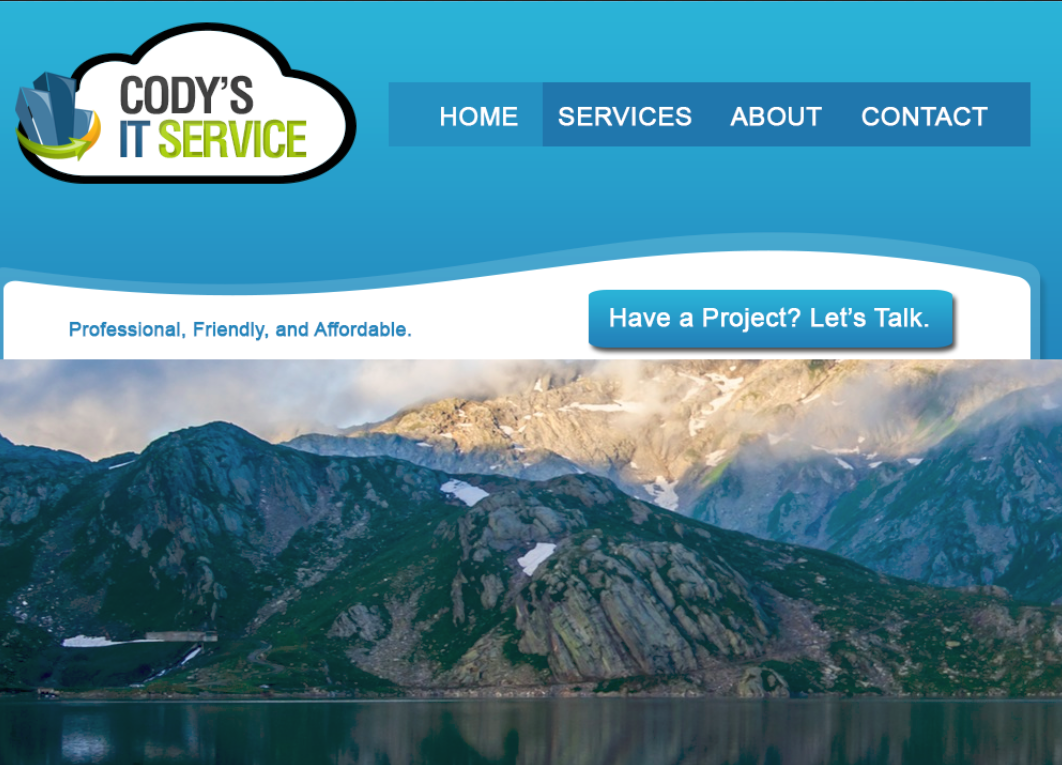 CODY'S
IT SERVICE
HOME SERVICES ABOUT CONTACT
Professional, Friendly, and Affordable.
Have a Project? Let's Talk.